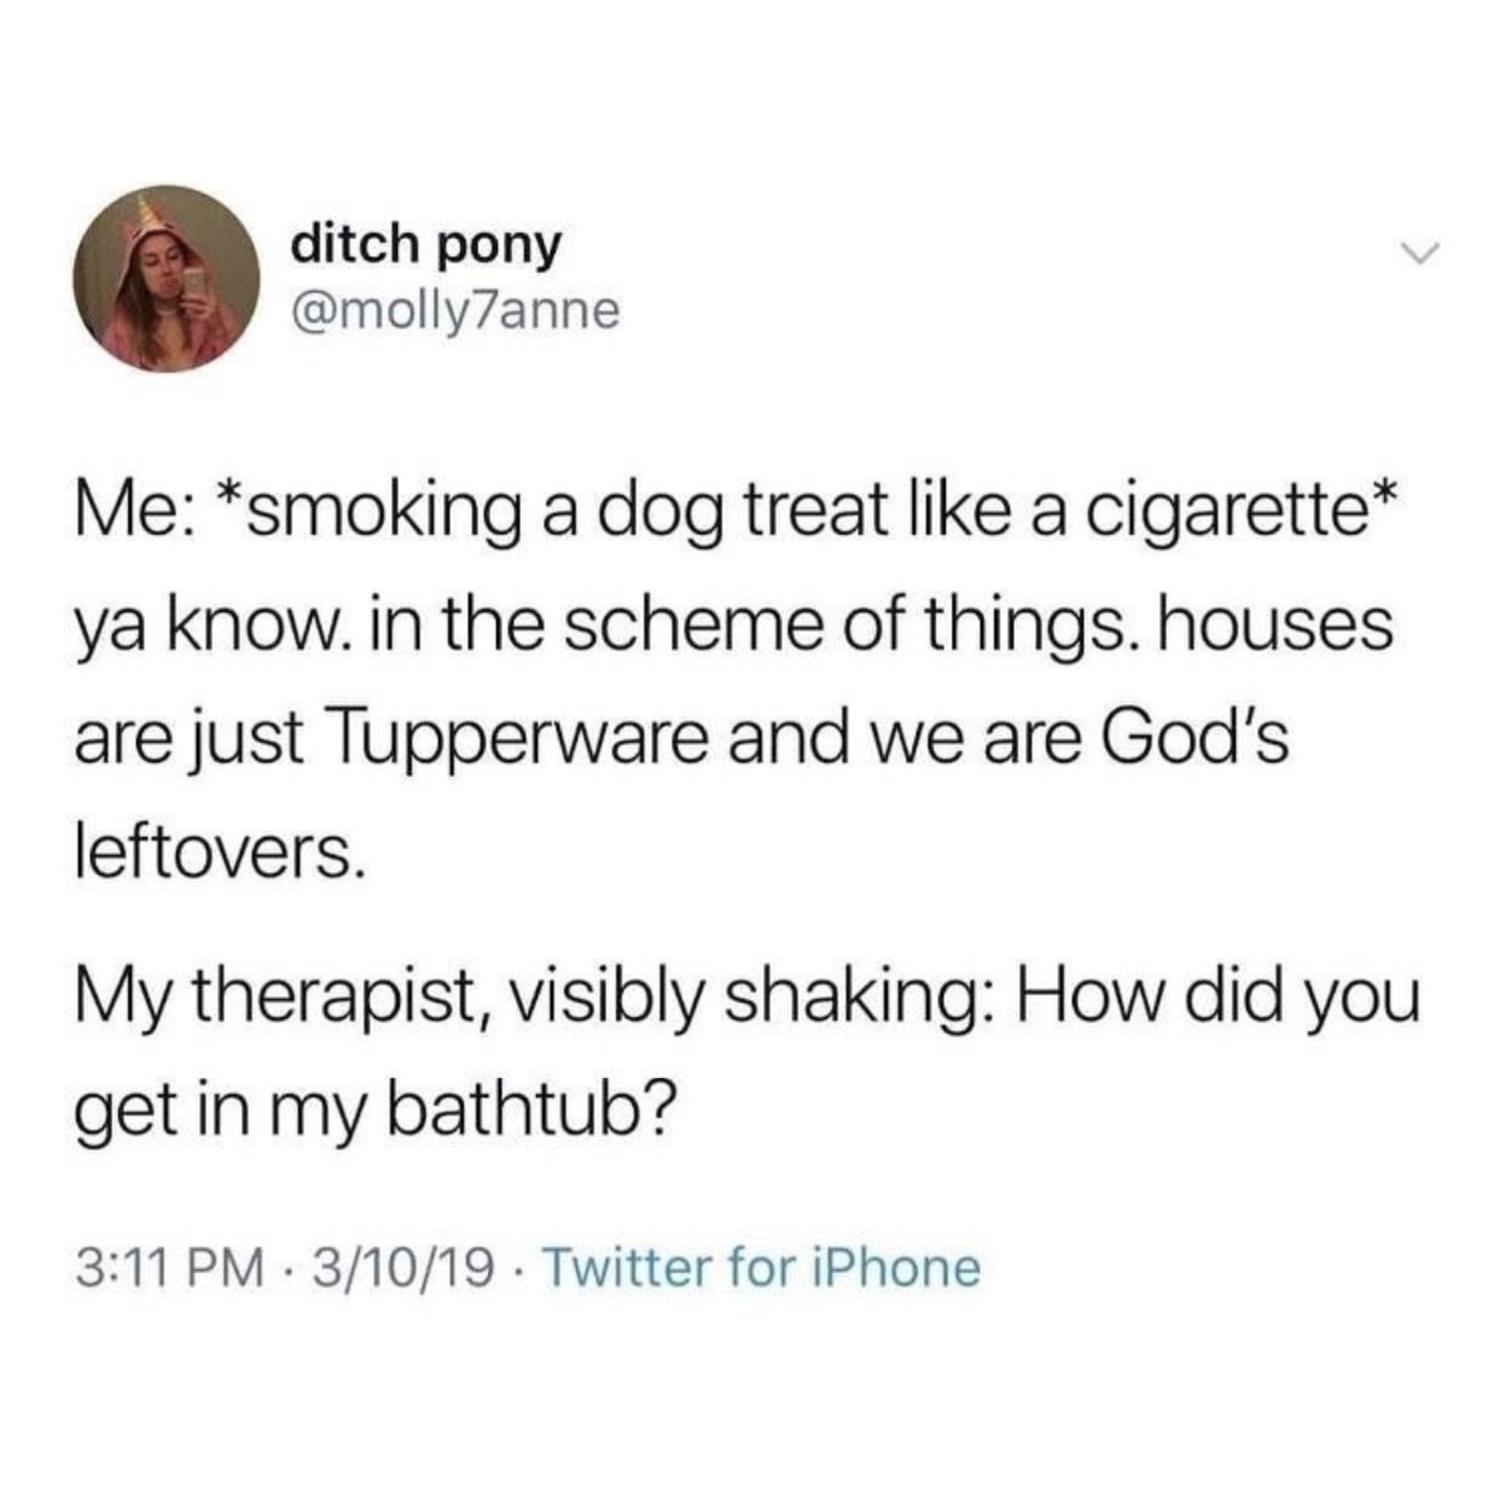 ditch pony
@molly7anne
Me: *smoking a dog treat like a cigarette*
ya know. in the scheme of things. houses
are just Tupperware and we are God's
leftovers.
My therapist, visibly shaking: How did you
get in my bathtub?
3:11 PM · 3/10/19 · Twitter for iPhone